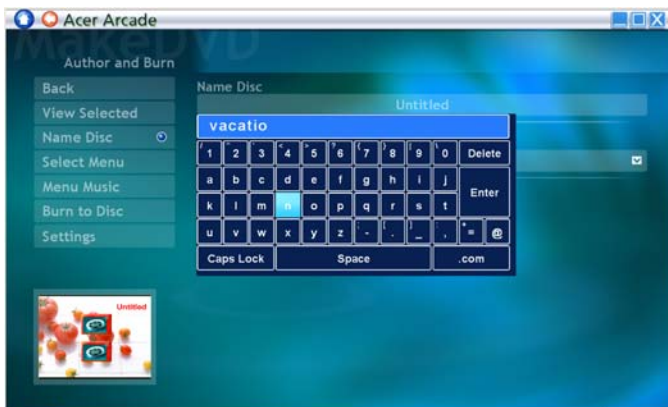 Acer Arcade
MakeDVD
Author and Burn
Back
View Selected
Name Disc
Select Menu
Menu Music
Burn to Disc
Settings
Name Disc
Untitled
vacatio
1 2 3 4 5 6 7 8 9 0 Delete
a b c d e f g h i j
Enter
k l m n o p q r s t
u v w x y z - . _ , = @
Caps Lock Space .com
Untitled